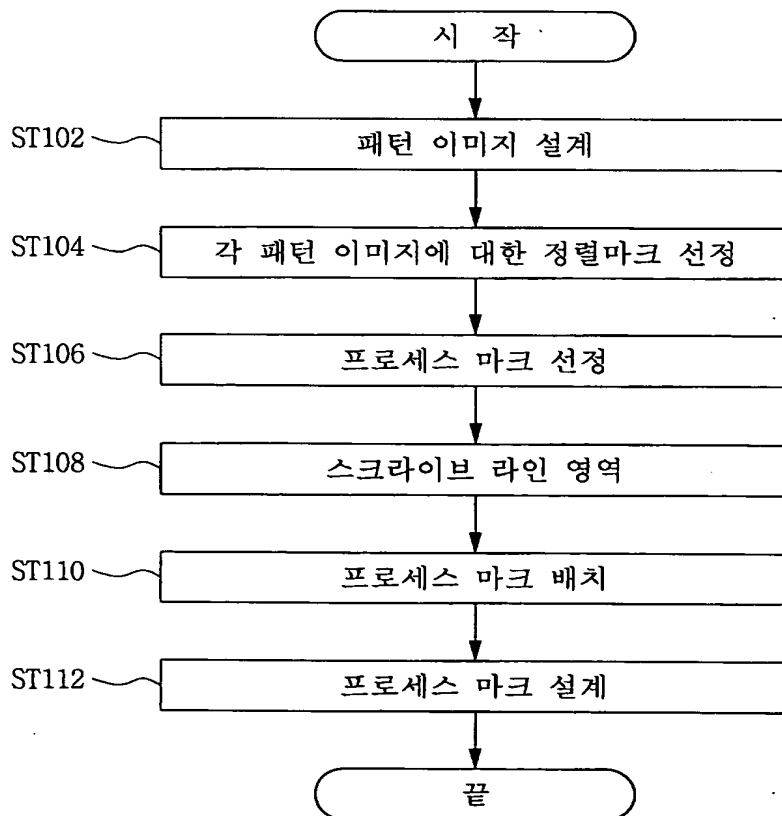 시 작
ST102 패턴 이미지 설계
ST104 각 패턴 이미지에 대한 정렬마크 선정
ST106 프로세스 마크 선정
ST108 스크라이브 라인 영역
ST110 프로세스 마크 배치
ST112 프로세스 마크 설계
끝